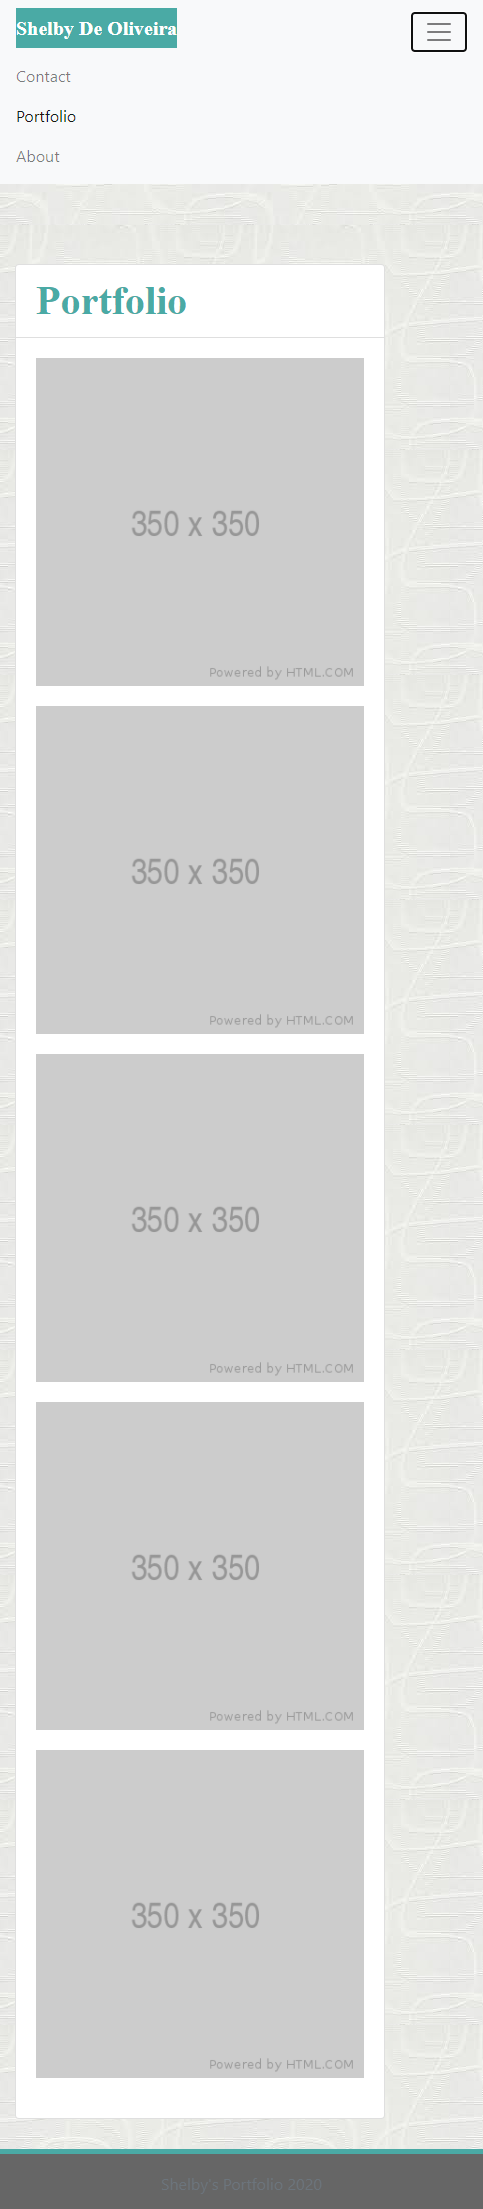 Shelby De Oliveira
Contact
Portfolio
About
Portfolio
350 x 350
Powered by HTML.COM
350 x 350
Powered by HTML.COM
350 x 350
Powered by HTML.COM
350 x 350
Powered by HTML.COM
350 x 350
Powered by HTML.COM
Shelby's Portfolio 2020